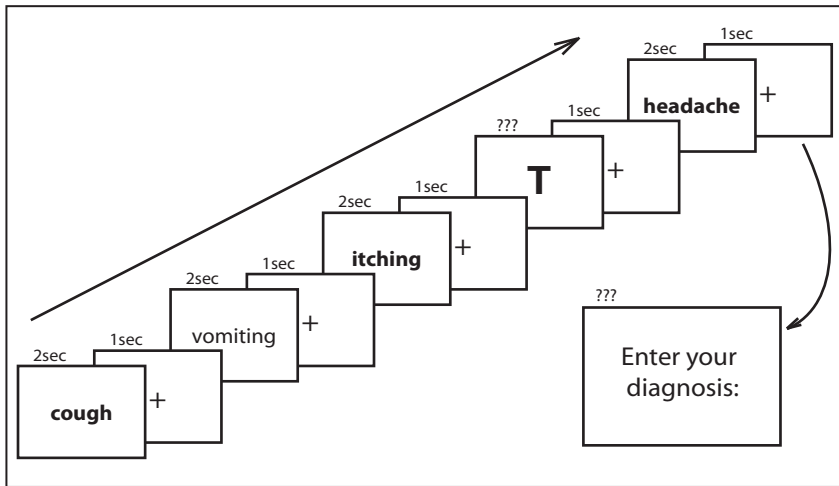 2sec
cough
1sec
+
2sec
vomiting
1sec
+
2sec
itching
1sec
+
???
T
1sec
+
2sec
headache
1sec
+
???
Enter your
diagnosis: